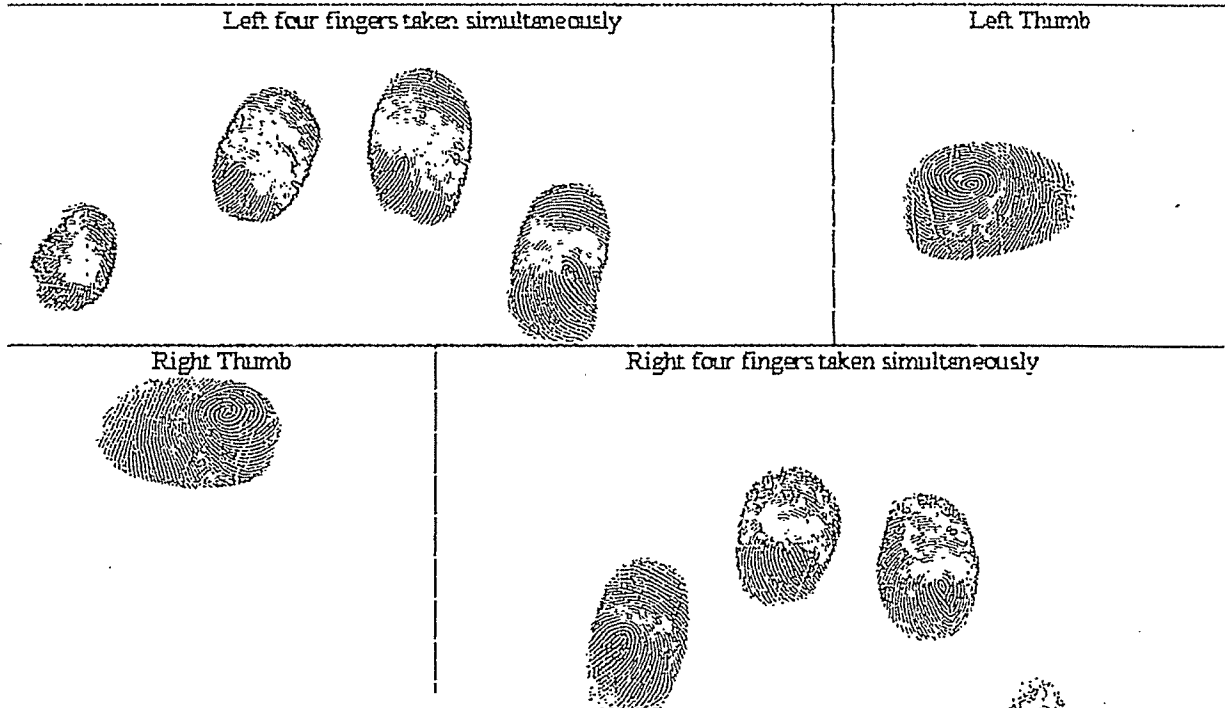 Left four fingers taken simultaneously
Left Thumb
Right Thumb
Right four fingers taken simultaneously